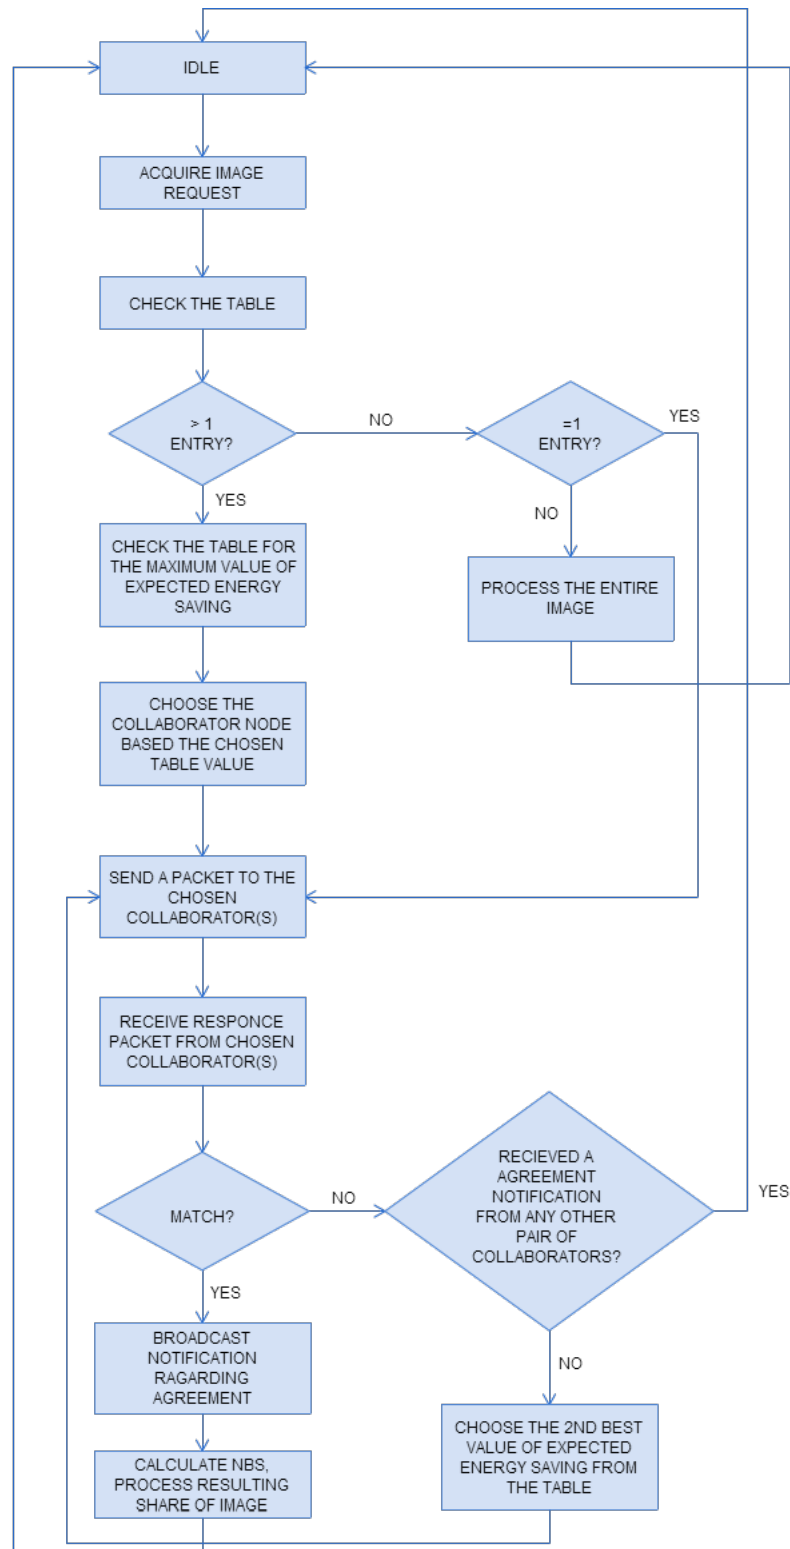 IDLE
ACQUIRE IMAGE
REQUEST
CHECK THE TABLE
> 1
ENTRY?
NO
=1
ENTRY?
YES
YES
NO
CHECK THE TABLE FOR
THE MAXIMUM VALUE OF
EXPECTED ENERGY
SAVING
PROCESS THE ENTIRE
IMAGE
CHOOSE THE
COLLABORATOR NODE
BASED THE CHOSEN
TABLE VALUE
SEND A PACKET TO THE
CHOSEN
COLLABORATOR(S)
RECEIVE RESPONCE
PACKET FROM CHOSEN
COLLABORATOR(S)
MATCH?
NO
RECIEVED A
AGREEMENT
NOTIFICATION
FROM ANY OTHER
PAIR OF
COLLABORATORS?
YES
YES
BROADCAST
NOTIFICATION
RAGARDING
AGREEMENT
NO
CHOOSE THE 2ND BEST
VALUE OF EXPECTED
ENERGY SAVING FROM
THE TABLE
CALCULATE NBS,
PROCESS RESULTING
SHARE OF IMAGE